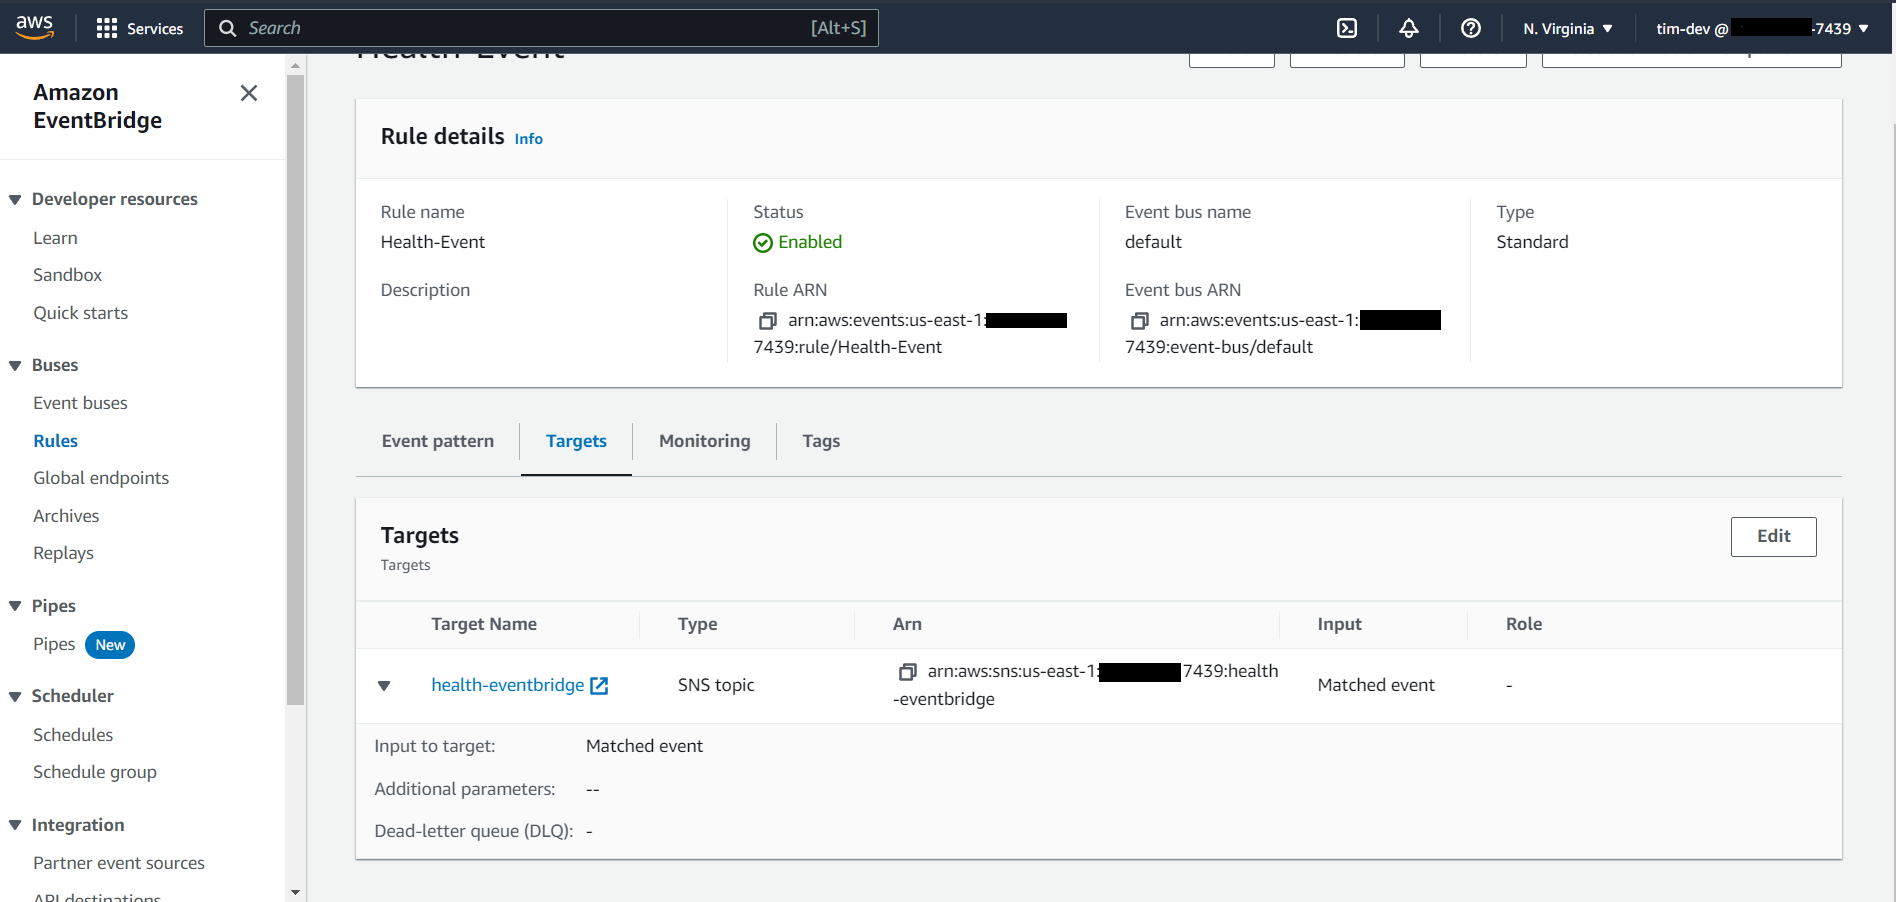 aws
Services
Search
[Alt+S]
N. Virginia
tim-dev @
-7439
Amazon
EventBridge
Developer resources
Learn
Sandbox
Quick starts
Buses
Event buses
Rules
Global endpoints
Archives
Replays
Pipes
Pipes New
Scheduler
Schedules
Schedule group
Integration
Partner event sources
API destinations
Health-Event
Rule details Info
Rule name
Health-Event
Description
Status
Enabled
Rule ARN
arn:aws:events:us-east-1:
7439:rule/Health-Event
Event bus name
default
Event bus ARN
arn:aws:events:us-east-1:
7439:event-bus/default
Type
Standard
Event pattern
Targets
Monitoring
Tags
Targets
Targets
Edit
Target Name
Type
Arn
Input
Role
health-eventbridge
SNS topic
arn:aws:sns:us-east-1: 7439:health
-eventbridge
Matched event
-
Input to target: Matched event
Additional parameters: --
Dead-letter queue (DLQ): -